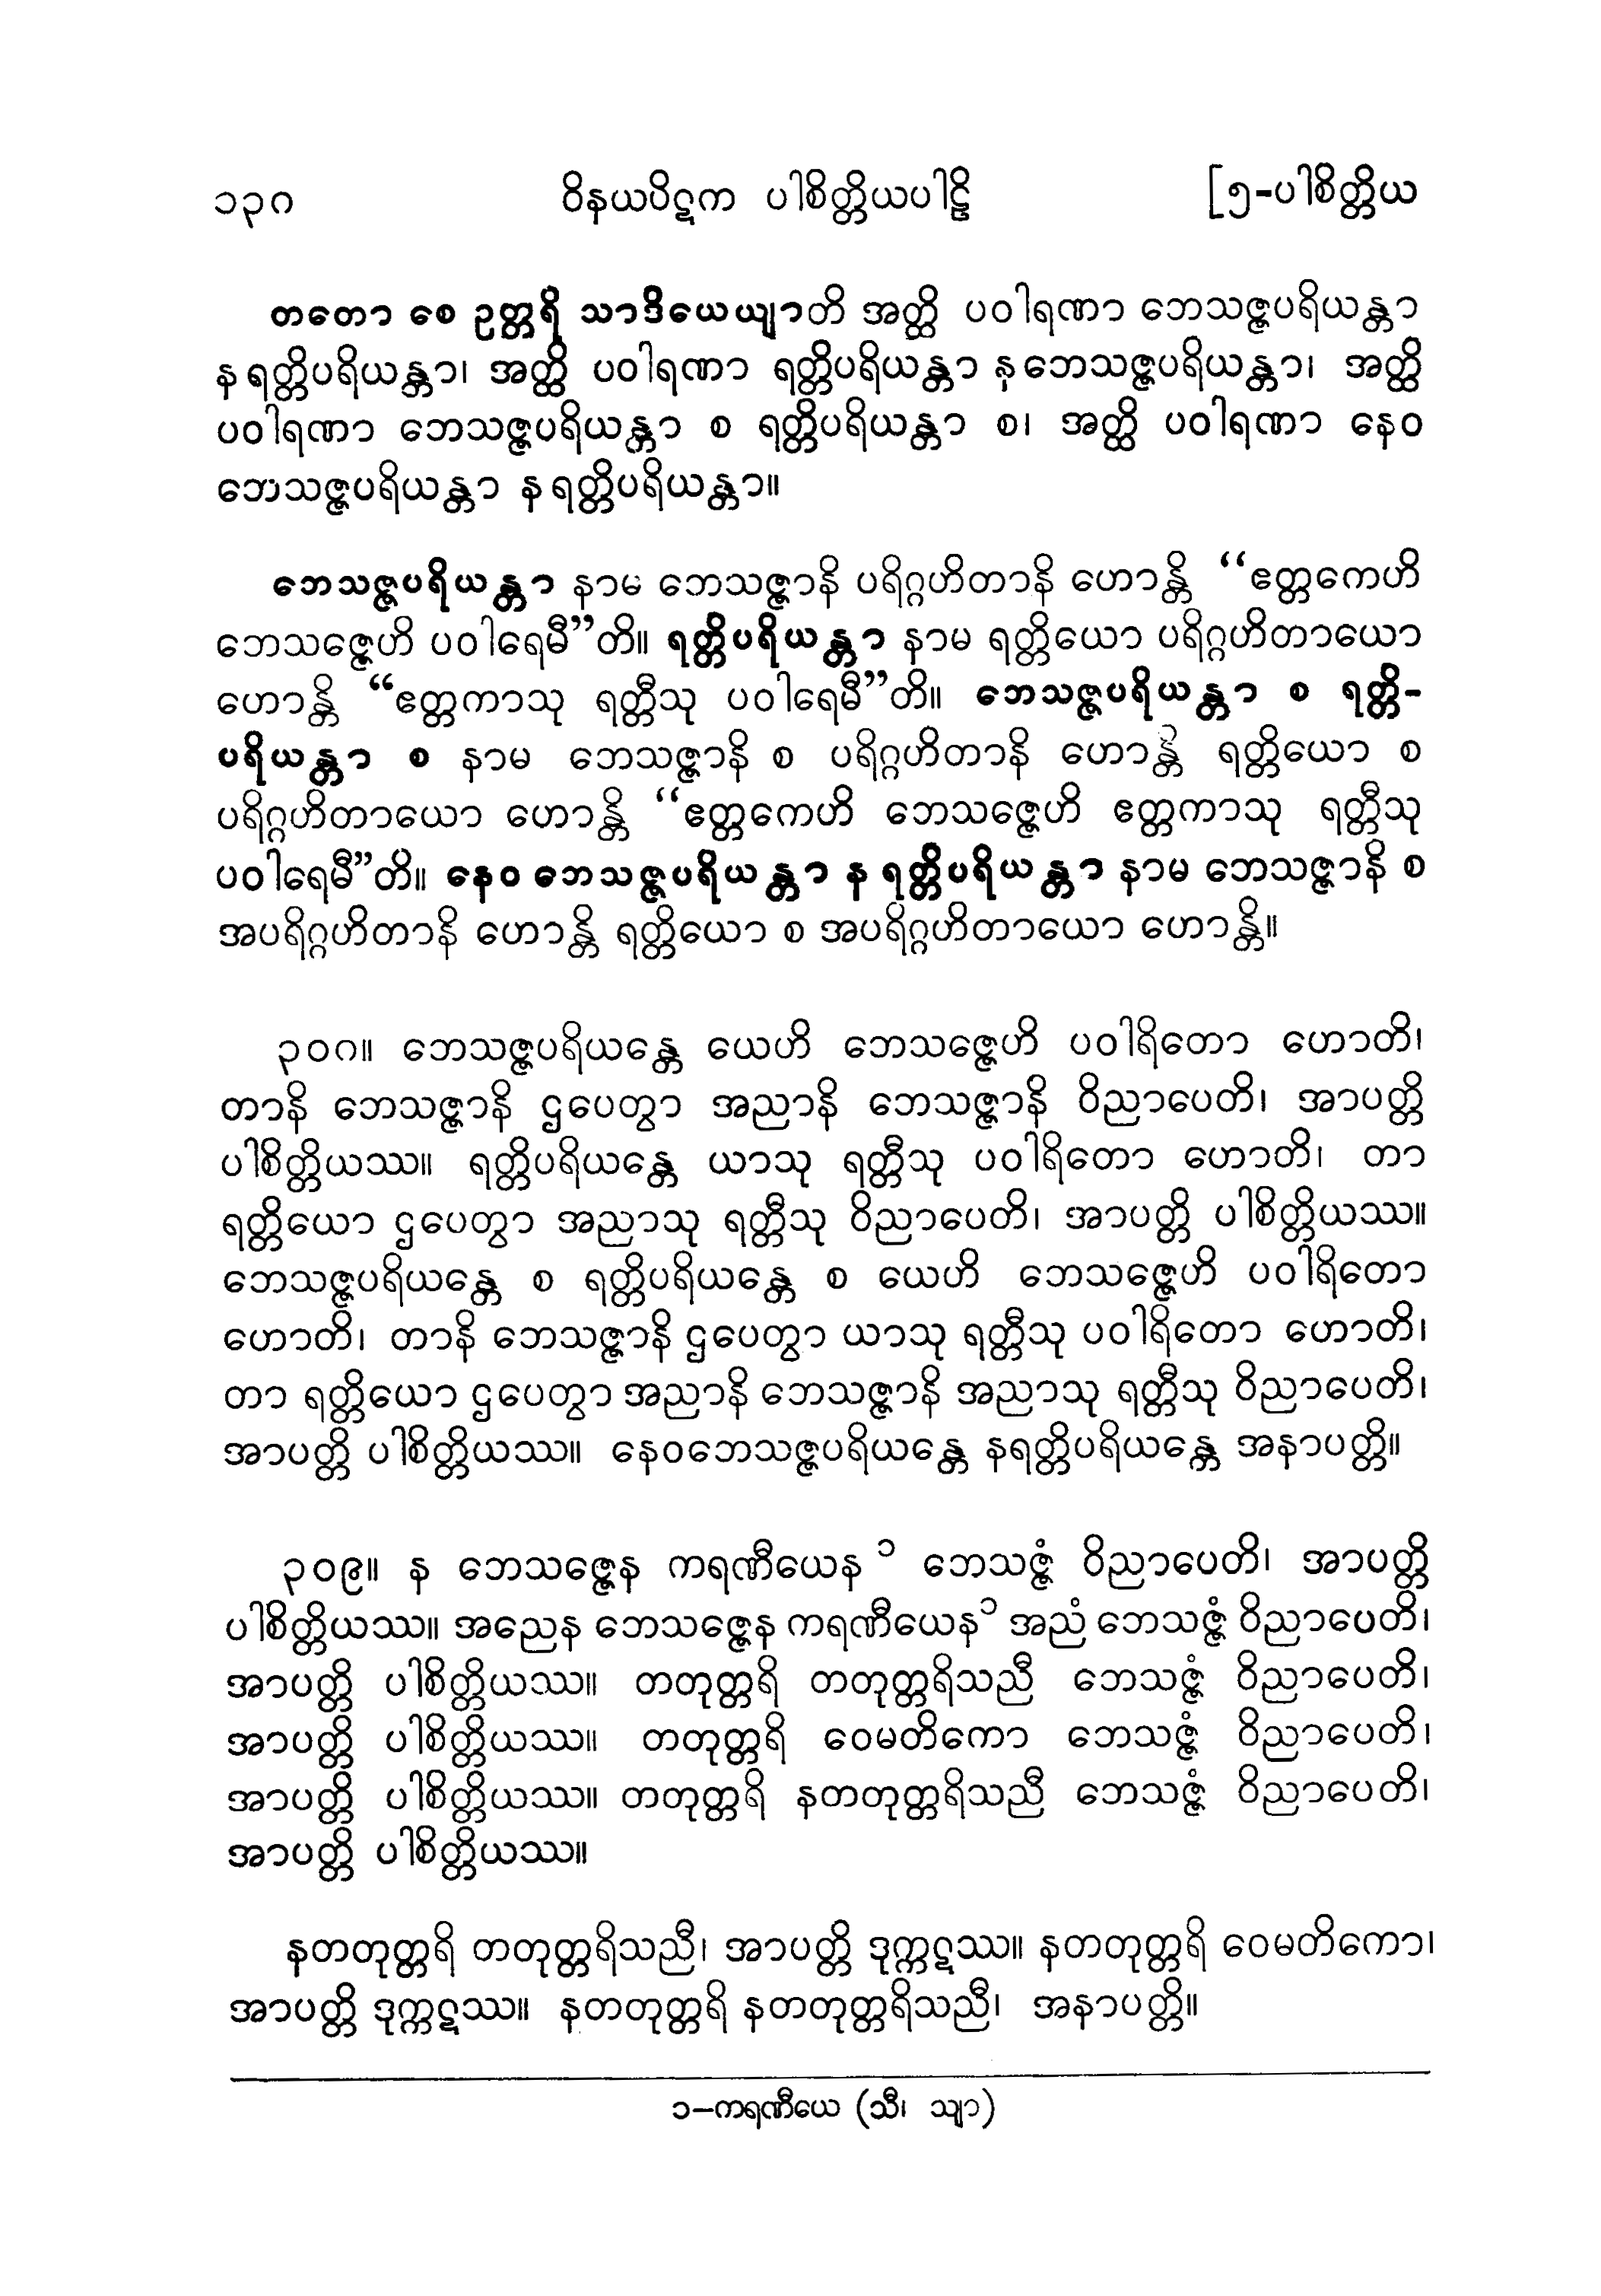 ၁၃ဂ ဝိနယပိဋက ပါစိတ္တိယပါဠိ [၅-ပါစိတ္တိယ
တတော စေ ဥတ္တရိ သာဒိယေယျာတိ အတ္ထိ ပဝါရဏာ ဘေသဇ္ဇပရိယန္တာ
န ရတ္တိပရိယန္တာ၊ အတ္ထိ ပဝါရဏာ ရတ္တိပရိယန္တာ န ဘေသဇ္ဇပရိယန္တာ၊ အတ္ထိ
ပဝါရဏာ ဘေသဇ္ဇပရိယန္တာ စ ရတ္တိပရိယန္တာ စ၊ အတ္ထိ ပဝါရဏာ နေဝ
ဘေသဇ္ဇပရိယန္တာ န ရတ္တိပရိယန္တာ။
ဘေသဇ္ဇပရိယန္တာ နာမ ဘေသဇ္ဇာနိ ပရိဂ္ဂဟိတာနိ ဟောန္တိ “ဧတ္တကေဟိ
ဘေသဇ္ဇေဟိ ပဝါရေမီ”တိ။ ရတ္တိပရိယန္တာ နာမ ရတ္တိယော ပရိဂ္ဂဟိတာယော
ဟောန္တိ “ဧတ္တကာသု ရတ္တီသု ပဝါရေမီ”တိ။ ဘေသဇ္ဇပရိယန္တာ စ ရတ္တိ-
ပရိယန္တာ စ နာမ ဘေသဇ္ဇာနိ စ ပရိဂ္ဂဟိတာနိ ဟောန္တိ ရတ္တိယော စ
ပရိဂ္ဂဟိတာယော ဟောန္တိ “ဧတ္တကေဟိ ဘေသဇ္ဇေဟိ ဧတ္တကာသု ရတ္တီသု
ပဝါရေမီ”တိ။ နေဝ ဘေသဇ္ဇပရိယန္တာ န ရတ္တိပရိယန္တာ နာမ ဘေသဇ္ဇာနိ စ
အပရိဂ္ဂဟိတာနိ ဟောန္တိ ရတ္တိယော စ အပရိဂ္ဂဟိတာယော ဟောန္တိ။
၃၀ဂ။ ဘေသဇ္ဇပရိယန္တေ ယေဟိ ဘေသဇ္ဇေဟိ ပဝါရိတော ဟောတိ၊
တာနိ ဘေသဇ္ဇာနိ ဌပေတွာ အညာနိ ဘေသဇ္ဇာနိ ဝိညာပေတိ၊ အာပတ္တိ
ပါစိတ္တိယဿ။ ရတ္တိပရိယန္တေ ယာသု ရတ္တီသု ပဝါရိတော ဟောတိ၊ တာ
ရတ္တိယော ဌပေတွာ အညာသု ရတ္တီသု ဝိညာပေတိ၊ အာပတ္တိ ပါစိတ္တိယဿ။
ဘေသဇ္ဇပရိယန္တေ စ ရတ္တိပရိယန္တေ စ ယေဟိ ဘေသဇ္ဇေဟိ ပဝါရိတော
ဟောတိ၊ တာနိ ဘေသဇ္ဇာနိ ဌပေတွာ ယာသု ရတ္တီသု ပဝါရိတော ဟောတိ၊
တာ ရတ္တိယော ဌပေတွာ အညာနိ ဘေသဇ္ဇာနိ အညာသု ရတ္တီသု ဝိညာပေတိ၊
အာပတ္တိ ပါစိတ္တိယဿ။ နေဝဘေသဇ္ဇပရိယန္တေ နရတ္တိပရိယန္တေ အနာပတ္တိ။
၃၀၉။ န ဘေသဇ္ဇေန ကရဏီယေန ၁ ဘေသဇ္ဇံ ဝိညာပေတိ၊ အာပတ္တိ
ပါစိတ္တိယဿ။ အညေန ဘေသဇ္ဇေန ကရဏီယေန၁ အညံ ဘေသဇ္ဇံ ဝိညာပေတိ၊
အာပတ္တိ ပါစိတ္တိယဿ။ တတုတ္တရိ တတုတ္တရိသညီ ဘေသဇ္ဇံ ဝိညာပေတိ၊
အာပတ္တိ ပါစိတ္တိယဿ။ တတုတ္တရိ ဝေမတိကော ဘေသဇ္ဇံ ဝိညာပေတိ၊
အာပတ္တိ ပါစိတ္တိယဿ။ တတုတ္တရိ နတတုတ္တရိသညီ ဘေသဇ္ဇံ ဝိညာပေတိ၊
အာပတ္တိ ပါစိတ္တိယဿ။
နတတုတ္တရိ တတုတ္တရိသညီ၊ အာပတ္တိ ဒုက္ကဋဿ။ နတတုတ္တရိ ဝေမတိကော၊
အာပတ္တိ ဒုက္ကဋဿ။ နတတုတ္တရိ နတတုတ္တရိသညီ၊ အနာပတ္တိ။
၁–ကရဏီယေ (သီ၊ သျာ)